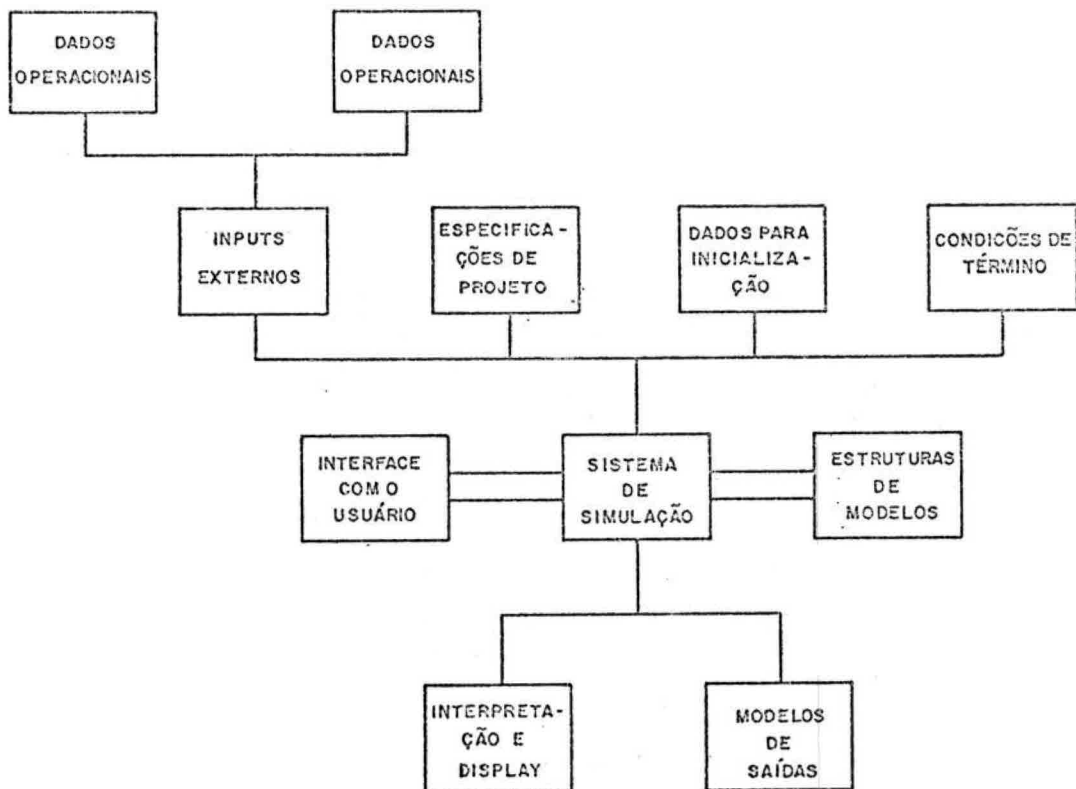 DADOS
OPERACIONAIS
DADOS
OPERACIONAIS
INPUTS
EXTERNOS
ESPECIFICA-
ÇÕES DE
PROJETO
DADOS PARA
INICIALIZA-
ÇÃO
CONDICÕES DE
TÉRMINO
INTERFACE
COM O
USUÁRIO
SISTEMA
DE
SIMULAÇÃO
ESTRUTURAS
DE
MODELOS
INTERPRETA-
ÇÃO E
DISPLAY
MODELOS
DE
SAÍDAS